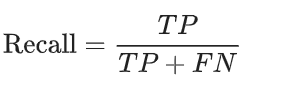 Recall = TP / (TP + FN)